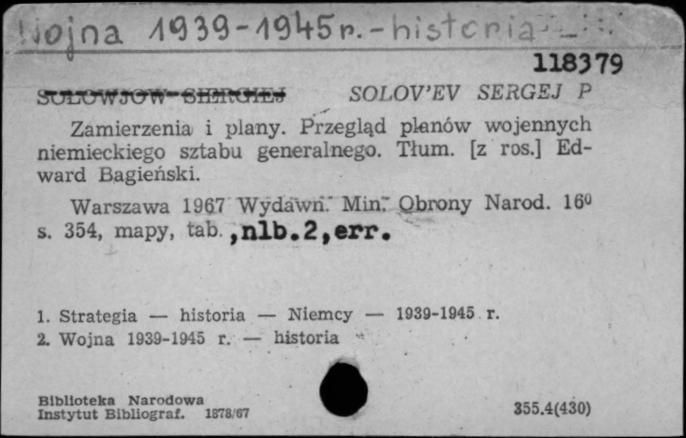 Wojna 1939-1945 r. - historia
118379
SOŁOWJOW SERGIEJ SOLOV'EV SERGEJ P
Zamierzenia i plany. Przegląd planów wojennych
niemieckiego sztabu generalnego. Tłum. [z ros.] Ed-
ward Bagieński.
Warszawa 1967 Wydawn. Min. Obrony Narod. 16⁰
s. 354, mapy, tab. ,nlb.2,err.
1. Strategia — historia — Niemcy — 1939-1945 r.
2. Wojna 1939-1945 r. — historia
Biblioteka Narodowa
Instytut Bibliograf. 1878/67
355.4(430)